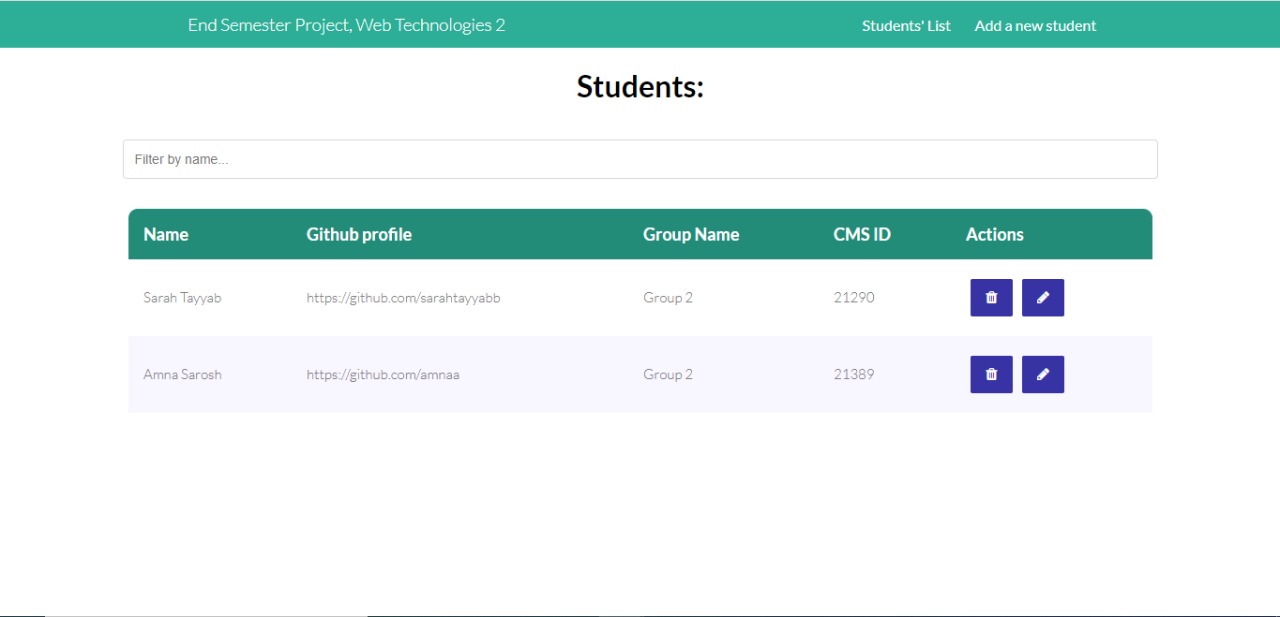 End Semester Project, Web Technologies 2 Students' List Add a new student
Students:
Filter by name...
Name Github profile Group Name CMS ID Actions
Sarah Tayyab https://github.com/sarahtayyabb Group 2 21290
Amna Sarosh https://github.com/amnaa Group 2 21389